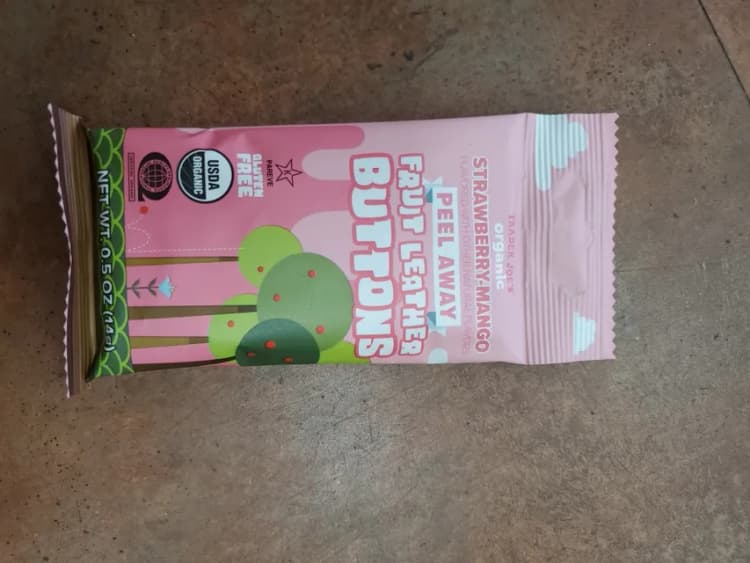 TRADER JOE'S
organic
STRAWBERRY-MANGO
PEEL AWAY
FRUIT LEATHER
BUTTONS
PAREVE
K
GLUTEN
FREE
USDA
ORGANIC
NET WT. 0.5 OZ (14g)